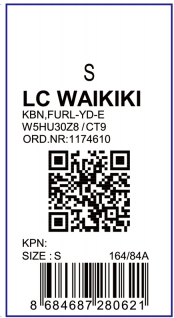 S
LC WAIKIKI
KBN,FURL-YD-E
W5HU30Z8 / CT9
ORD.NR:1174610
KPN:
SIZE : S 164/84A
8 684687 280621